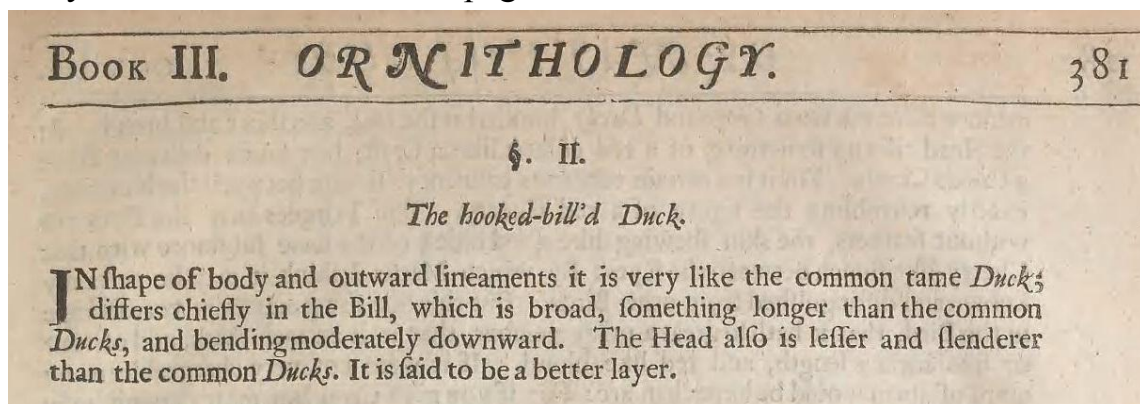 BOOK III. ORNITHOLOGY. 381
§. II.
The hooked-bill'd Duck.
IN ſhape of body and outward lineaments it is very like the common tame Duck;
differs chiefly in the Bill, which is broad, ſomething longer than the common
Ducks, and bending moderately downward. The Head alſo is leſſer and ſlenderer
than the common Ducks. It is ſaid to be a better layer.